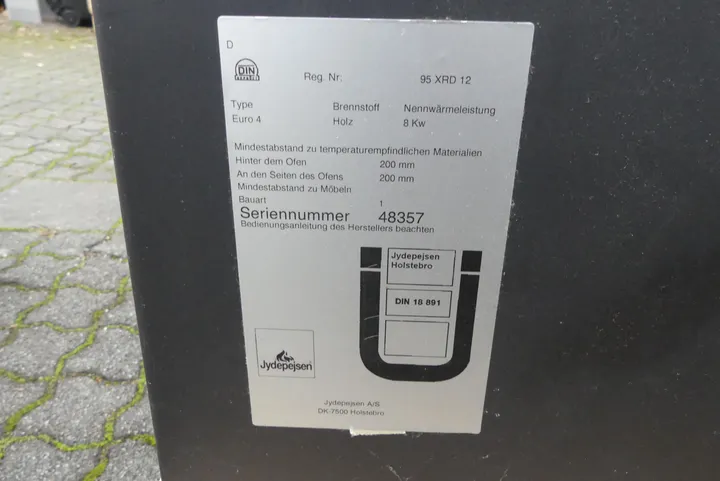 D
DIN
Reg. Nr. 95 XRD 12
Type Brennstoff Nennwärmeleistung
Euro 4 Holz 8 Kw
Mindestabstand zu temperaturempfindlichen Materialien
Hinter dem Ofen 200 mm
An den Seiten des Ofens 200 mm
Mindestabstand zu Möbeln
Bauart 1
Seriennummer 48357
Bedienungsanleitung des Herstellers beachten
Jydepejsen
Holstebro
DIN 18 891
Jydepejsen
Jydepejsen A/S
DK-7500 Holstebro